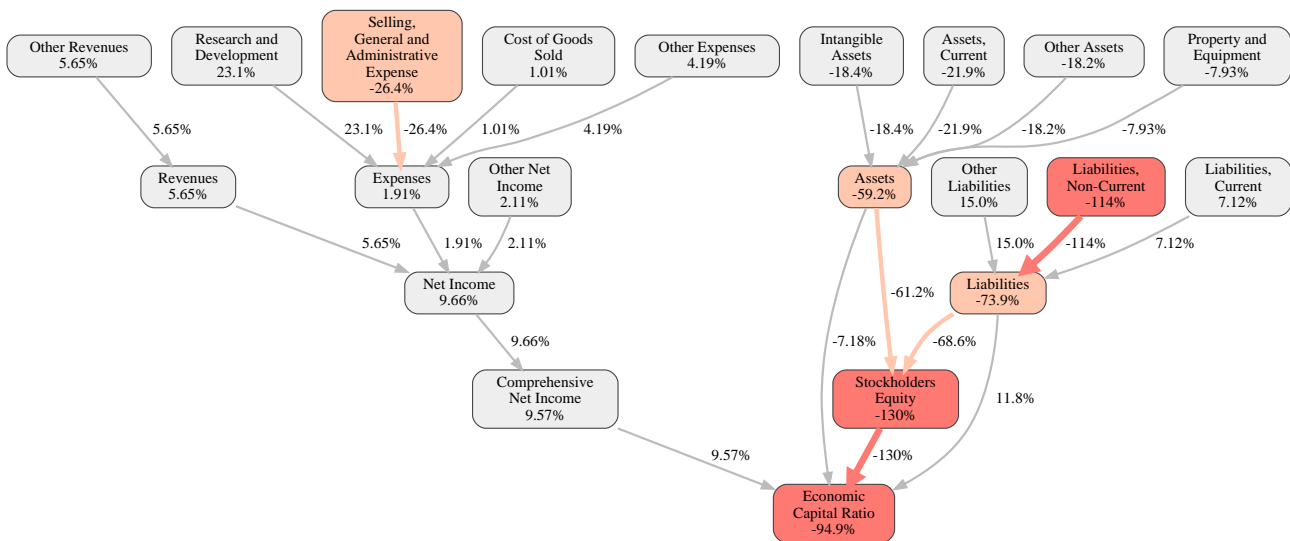 Other Revenues
5.65%
Research and
Development
23.1%
Selling,
General and
Administrative
Expense
-26.4%
Cost of Goods
Sold
1.01%
Other Expenses
4.19%
Intangible
Assets
-18.4%
Assets,
Current
-21.9%
Other Assets
-18.2%
Property and
Equipment
-7.93%
5.65%
23.1%
-26.4%
1.01%
4.19%
-18.4%
-21.9%
-18.2%
-7.93%
Revenues
5.65%
Expenses
1.91%
Other Net
Income
2.11%
Assets
-59.2%
Other
Liabilities
15.0%
Liabilities,
Non-Current
-114%
Liabilities,
Current
7.12%
5.65%
1.91%
2.11%
15.0%
-114%
7.12%
Net Income
9.66%
Liabilities
-73.9%
-61.2%
9.66%
-7.18%
-68.6%
Comprehensive
Net Income
9.57%
Stockholders
Equity
-130%
11.8%
9.57%
-130%
Economic
Capital Ratio
-94.9%